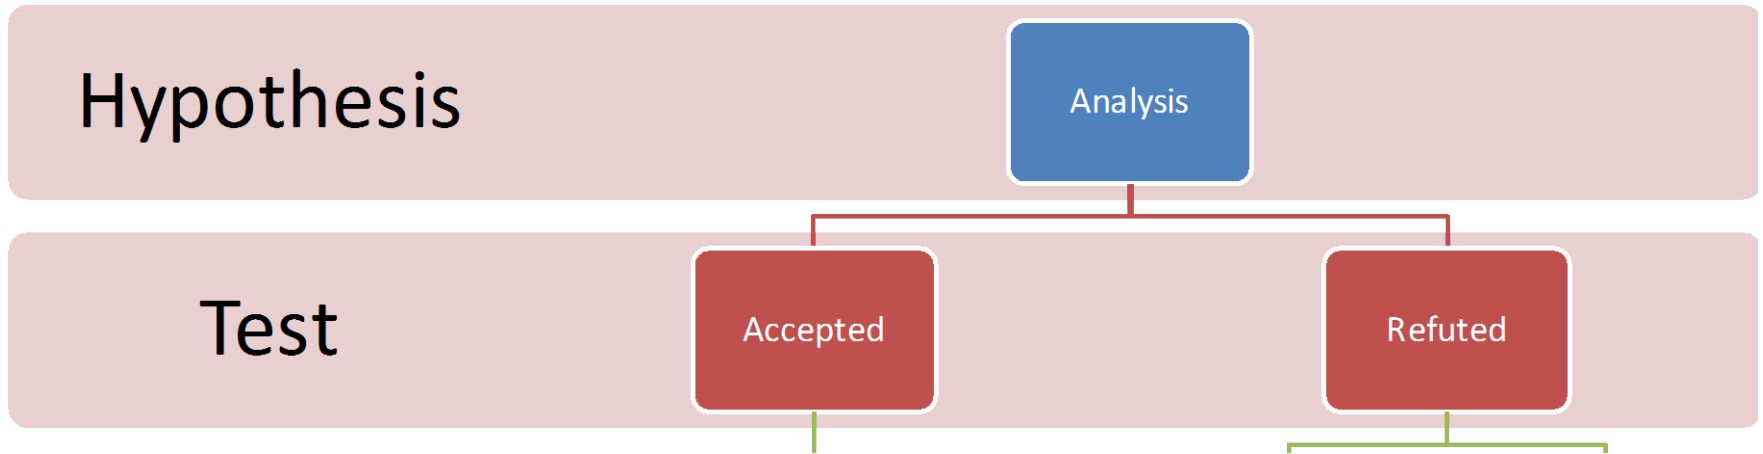 Hypothesis
Analysis
Test
Accepted
Refuted